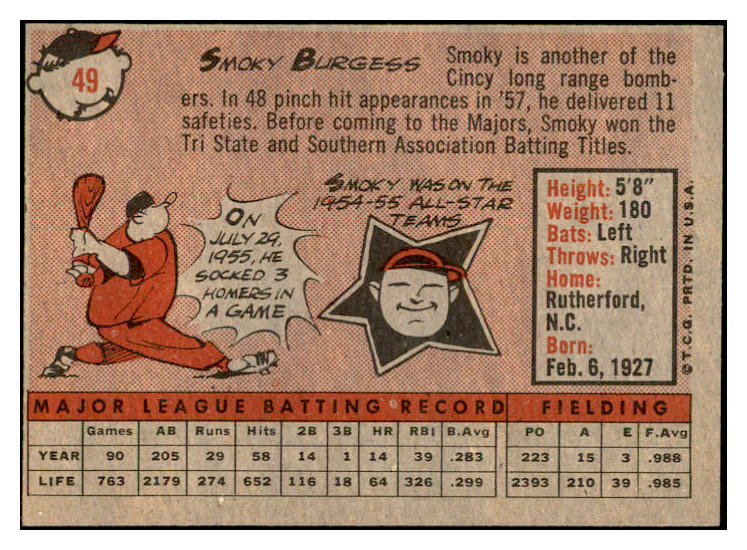 49
SMOKY BURGESS
Smoky is another of the
Cincy long range bomb-
ers. In 48 pinch hit appearances in '57, he delivered 11
safeties. Before coming to the Majors, Smoky won the
Tri State and Southern Association Batting Titles.
ON
JULY 29,
1955, HE
SOCKED 3
HOMERS IN
A GAME
SMOKY WAS ON THE
1954-55 ALL-STAR
TEAMS
Height: 5'8"
Weight: 180
Bats: Left
Throws: Right
Home:
Rutherford,
N.C.
Born:
Feb. 6, 1927
© T.C.G. PRTD. IN U.S.A.
MAJOR LEAGUE BATTING RECORD FIELDING
Games AB Runs Hits 2B 3B HR RBI B.Avg PO A E F.Avg
YEAR 90 205 29 58 14 1 14 39 .283 223 15 3 .988
LIFE 763 2179 274 652 116 18 64 326 .299 2393 210 39 .985